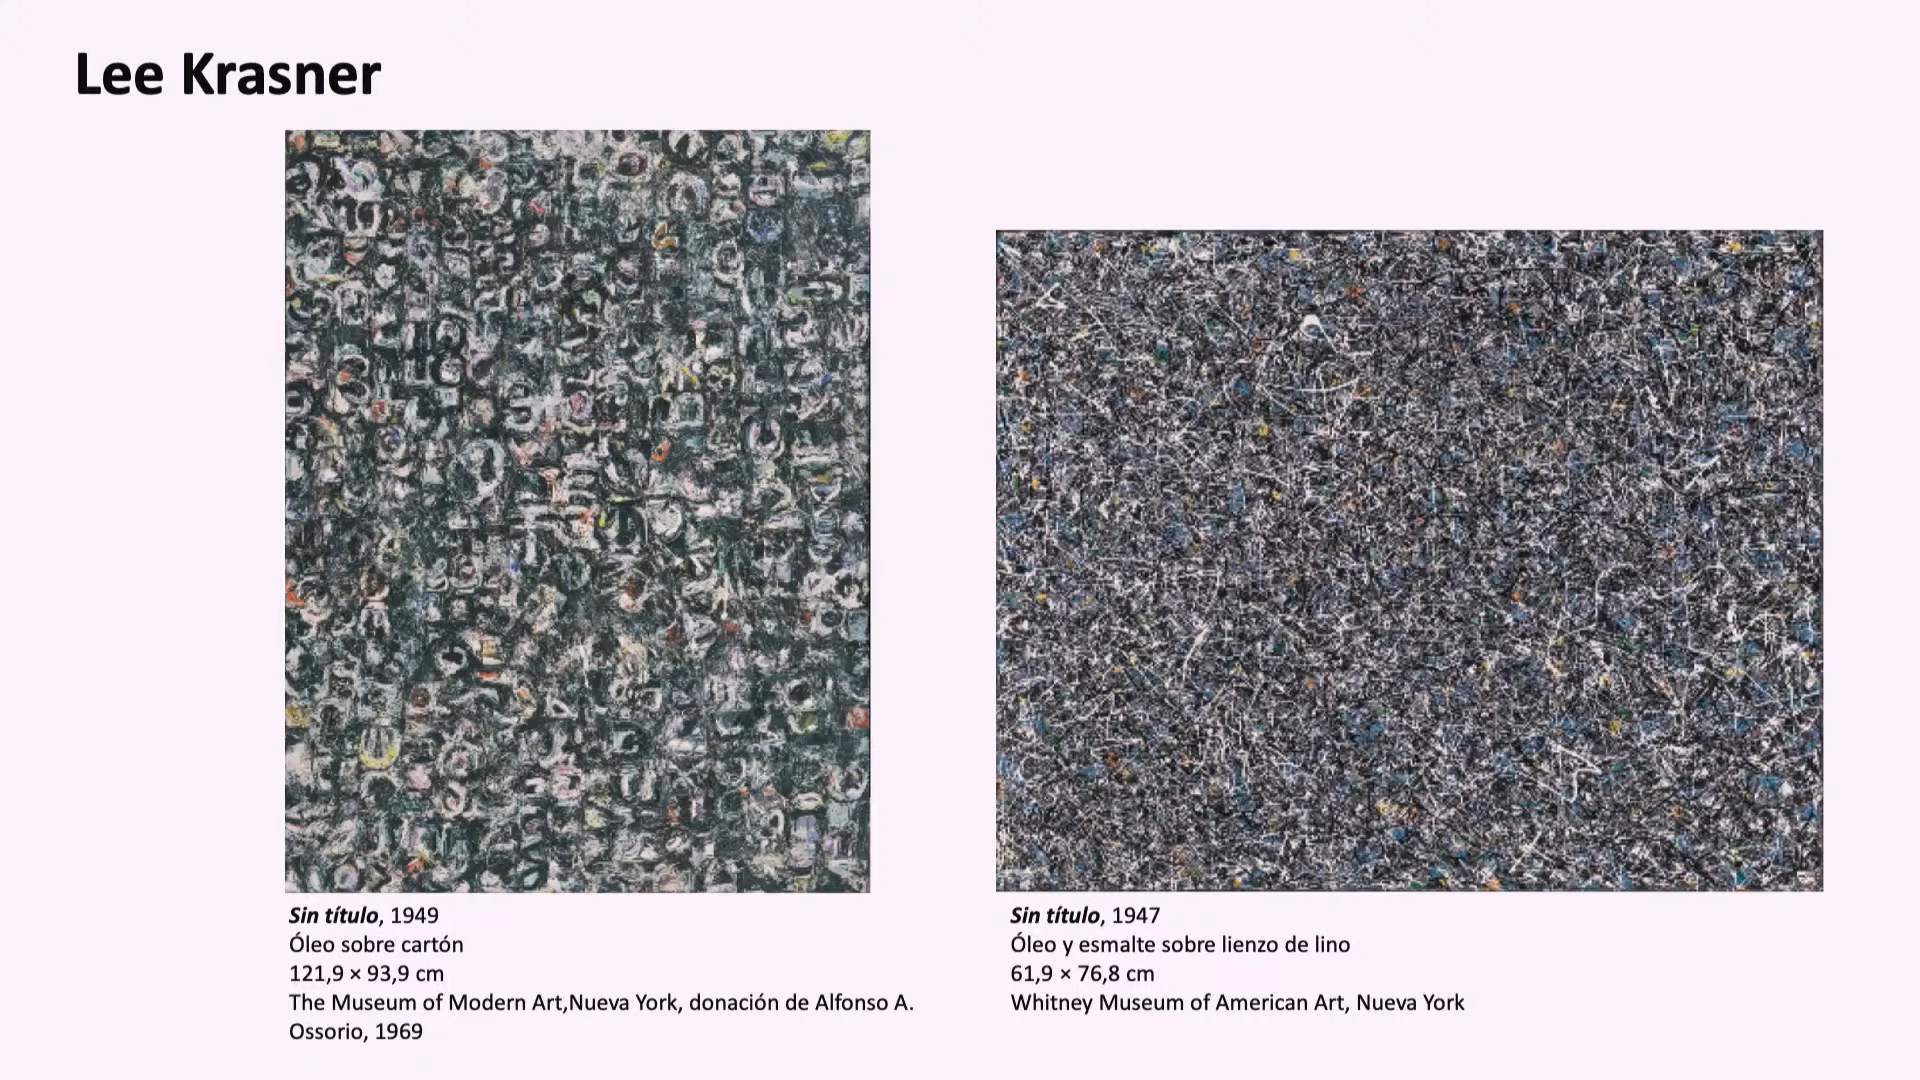 Lee Krasner
Sin título, 1949
Óleo sobre cartón
121,9 × 93,9 cm
The Museum of Modern Art,Nueva York, donación de Alfonso A.
Ossorio, 1969
Sin título, 1947
Óleo y esmalte sobre lienzo de lino
61,9 × 76,8 cm
Whitney Museum of American Art, Nueva York